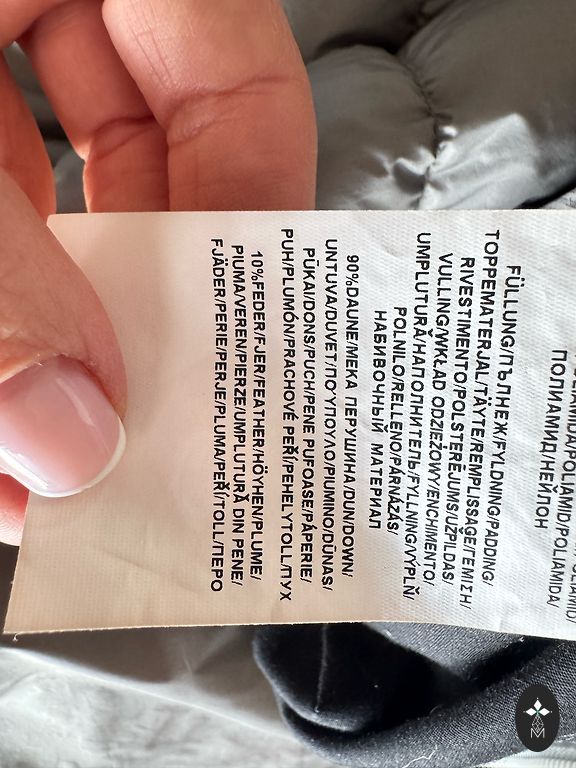 ПОЛИАМИД/НЕЙЛОН
FÜLLUNG/ПЪЛНЕЖ/FYLDNING/PADDING/
TOPPEMATERJAL/TÄYTE/REMPLISSAGE/ΓΕΜΙΣΗ/
RIVESTIMENTO/POLSTERĒJUMS/UŽPILDAS/
VULLING/WKŁAD ODZIEŻOWY/ENCHIMENTO/
UMPLUTURĂ/НАПОЛНИТЕЛЬ/FYLLNING/VÝPLŇ/
POLNILO/RELLENO/PÁRNÁZÁS/
НАБИВОЧНЫЙ МАТЕРИАЛ
90%DAUNE/МЕКА ПЕРУШИНА/DUN/DOWN/
UNTUVA/DUVET/ΠΟΎΠΟΥΛΟ/PIUMINO/DŪNAS/
PŪKAI/DONS/PUCH/PENE PUFOASE/PÁPERIE/
PUH/PLUMÓN/PRACHOVÉ PEŘÍ/PEHELYTOLL/ПУХ
10%FEDER/FJER/FEATHER/HÖYHEN/PLUME/
PIUMA/VEREN/PIERZE/UMPLUTURĂ DIN PENE/
FJÄDER/PERIE/PERJE/PLUMA/PEŘÍ/TOLL/ПЕРО